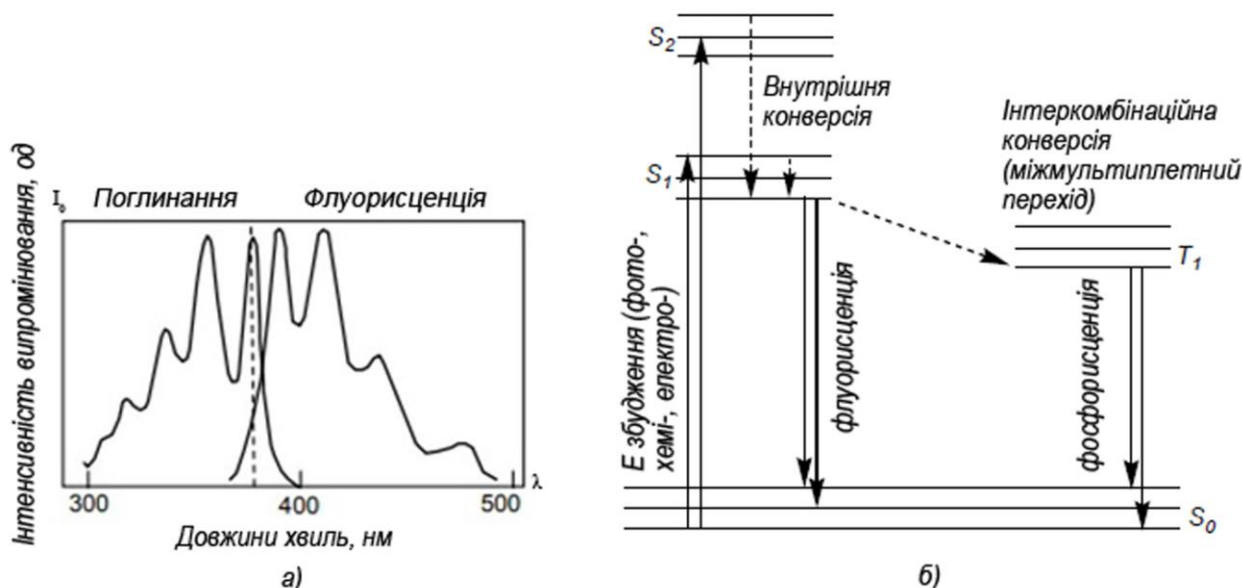 Інтенсивність випромінювання, од
I₀
Поглинання
Флуорисценція
300
400
500
λ
Довжини хвиль, нм
а)
S₂
Внутрішня
конверсія
Інтеркомбінаційна
конверсія
(міжмультиплетний
перехід)
S₁
T₁
E збудження (фото-,
хемі-, електро-)
флуорисценція
фосфорисценція
S₀
б)